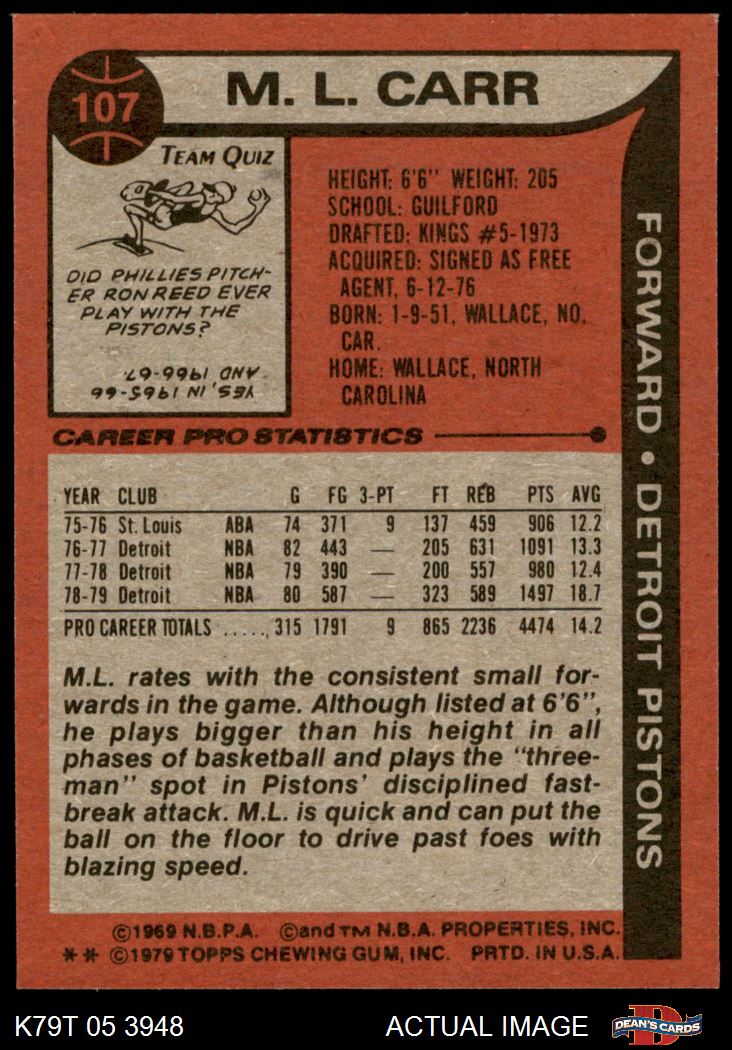 107
M. L. CARR
TEAM QUIZ
DID PHILLIES PITCH-
ER RON REED EVER
PLAY WITH THE
PISTONS?
YES, IN 1965-66
AND 1966-67.
HEIGHT: 6'6" WEIGHT: 205
SCHOOL: GUILFORD
DRAFTED: KINGS #5-1973
ACQUIRED: SIGNED AS FREE
AGENT, 6-12-76
BORN: 1-9-51, WALLACE, NO.
CAR.
HOME: WALLACE, NORTH
CAROLINA
FORWARD • DETROIT PISTONS
CAREER PRO STATISTICS
YEAR CLUB G FG 3-PT FT REB PTS AVG
75-76 St. Louis ABA 74 371 9 137 459 906 12.2
76-77 Detroit NBA 82 443 — 205 631 1091 13.3
77-78 Detroit NBA 79 390 — 200 557 980 12.4
78-79 Detroit NBA 80 587 — 323 589 1497 18.7
PRO CAREER TOTALS ....., 315 1791 9 865 2236 4474 14.2
M.L. rates with the consistent small for-
wards in the game. Although listed at 6'6",
he plays bigger than his height in all
phases of basketball and plays the "three-
man" spot in Pistons' disciplined fast-
break attack. M.L. is quick and can put the
ball on the floor to drive past foes with
blazing speed.
©1969 N.B.P.A. ©and TM N.B.A. PROPERTIES, INC.
** ©1979 TOPPS CHEWING GUM, INC. PRTD. IN U.S.A.
K79T 05 3948 ACTUAL IMAGE
D
DEAN'S CARDS